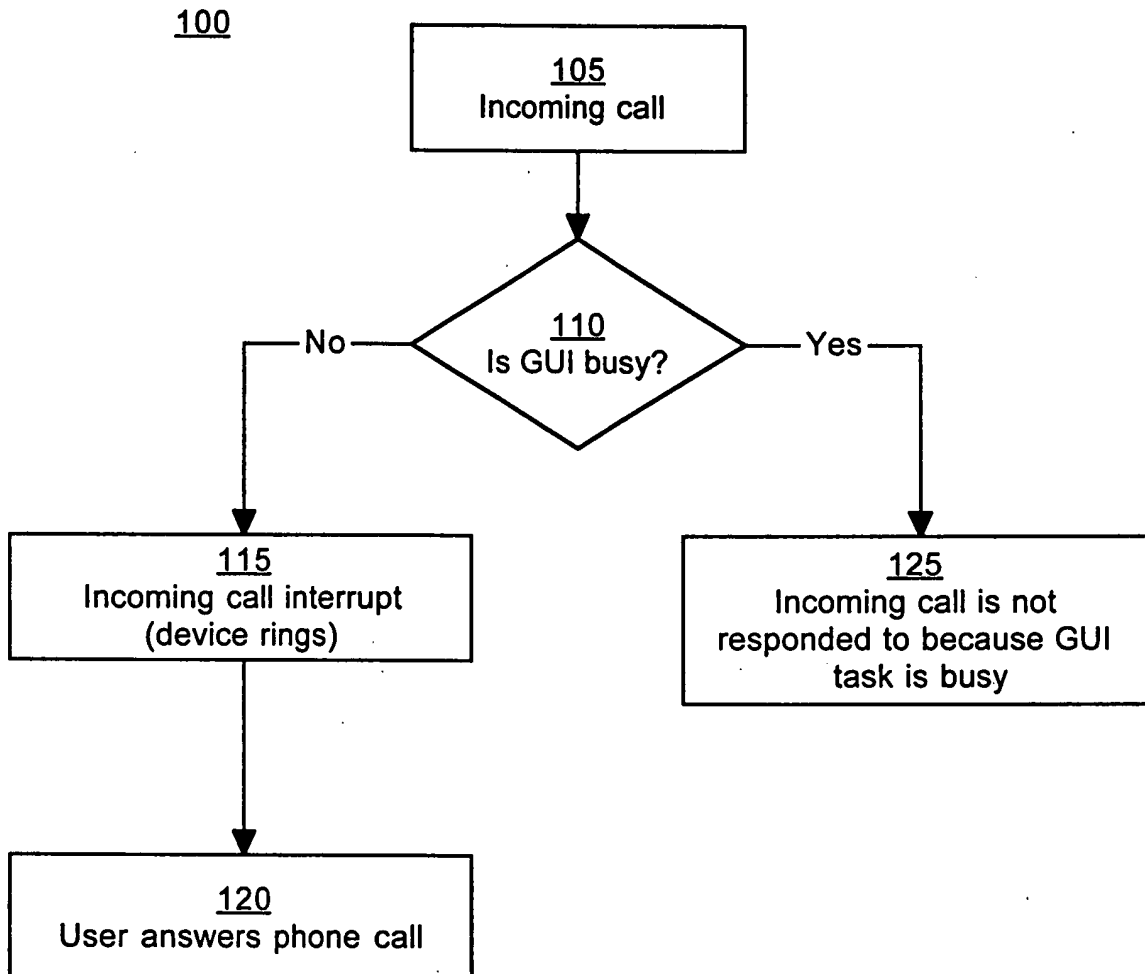 100
105
Incoming call
110
Is GUI busy?
No
Yes
115
Incoming call interrupt
(device rings)
125
Incoming call is not
responded to because GUI
task is busy
120
User answers phone call